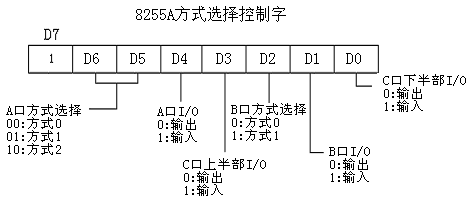 8255A方式选择控制字
D7
1 D6 D5 D4 D3 D2 D1 D0
C口下半部I/O
0:输出
1:输入
A口方式选择
00:方式0
01:方式1
10:方式2
A口I/O
0:输出
1:输入
B口方式选择
0:方式0
1:方式1
C口上半部I/O
0:输出
1:输入
B口I/O
0:输出
1:输入